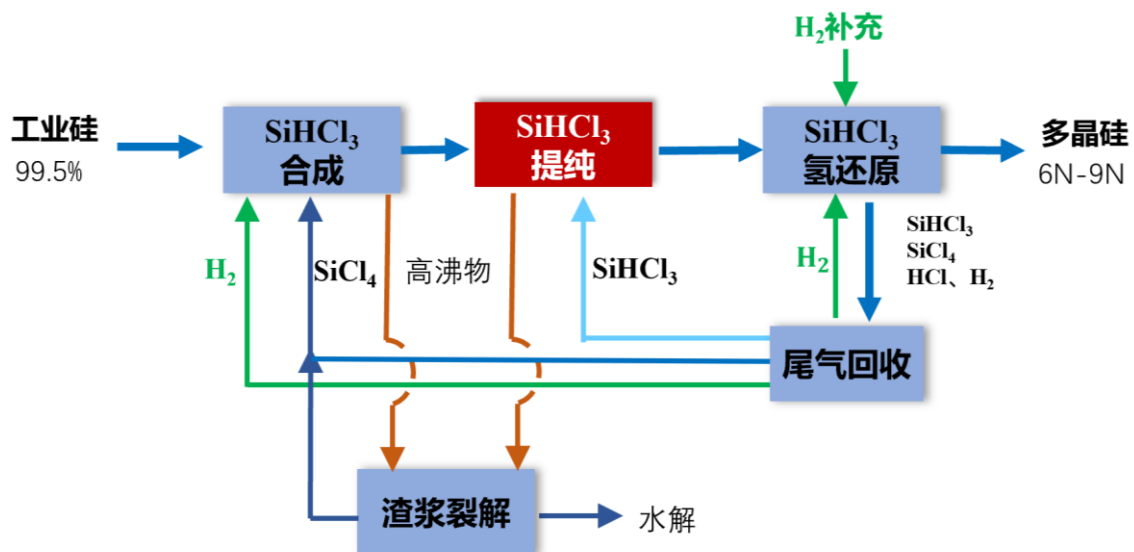 H₂补充
工业硅
99.5%
SiHCl₃
合成
SiHCl₃
提纯
SiHCl₃
氢还原
多晶硅
6N-9N
H₂
SiCl₄
高沸物
SiHCl₃
H₂
SiHCl₃
SiCl₄
HCl、H₂
尾气回收
渣浆裂解
水解